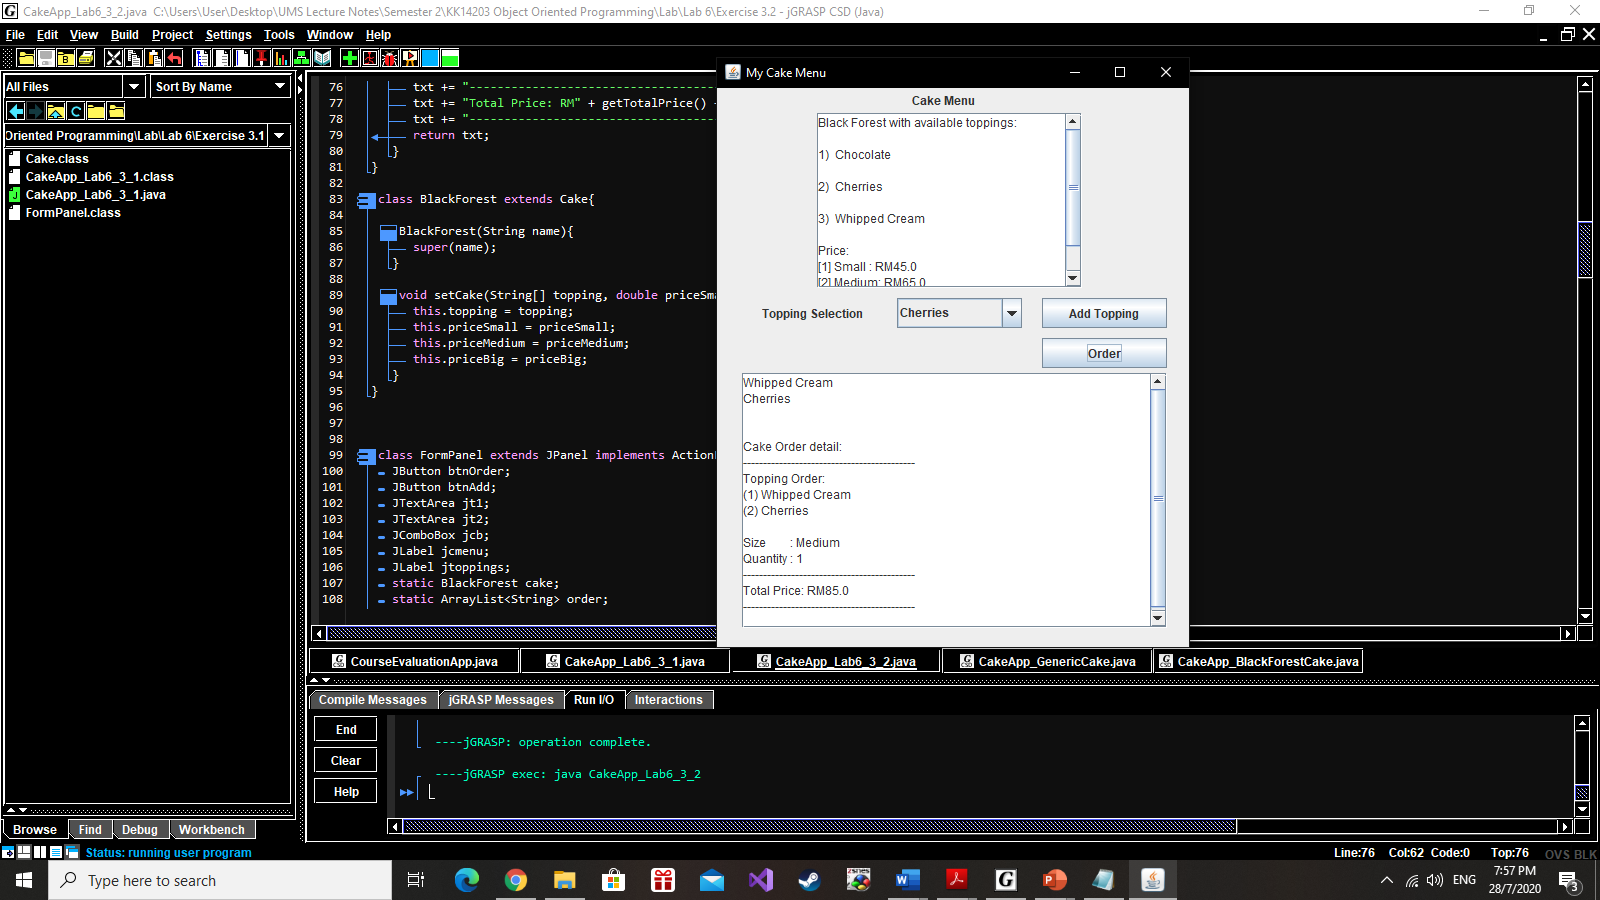 CakeApp_Lab6_3_2.java  C:\Users\User\Desktop\UMS Lecture Notes\Semester 2\KK14203 Object Oriented Programming\Lab\Lab 6\Exercise 3.2 - jGRASP CSD (Java)
File Edit View Build Project Settings Tools Window Help
All Files
Sort By Name
Oriented Programming\Lab\Lab 6\Exercise 3.1
Cake.class
CakeApp_Lab6_3_1.class
CakeApp_Lab6_3_1.java
FormPanel.class
Browse Find Debug Workbench
76 txt += "------------------------------------
77 txt += "Total Price: RM" + getTotalPrice() +
78 txt += "------------------------------------
79 return txt;
80 }
81 }
82
83 class BlackForest extends Cake{
84
85 BlackForest(String name){
86 super(name);
87 }
88
89 void setCake(String[] topping, double priceSma
90 this.topping = topping;
91 this.priceSmall = priceSmall;
92 this.priceMedium = priceMedium;
93 this.priceBig = priceBig;
94 }
95 }
96
97
98
99 class FormPanel extends JPanel implements Action
100 JButton btnOrder;
101 JButton btnAdd;
102 JTextArea jt1;
103 JTextArea jt2;
104 JComboBox jcb;
105 JLabel jcmenu;
106 JLabel jtoppings;
107 static BlackForest cake;
108 static ArrayList<String> order;
My Cake Menu
Cake Menu
Black Forest with available toppings:
1) Chocolate
2) Cherries
3) Whipped Cream
Price:
[1] Small : RM45.0
[2] Medium: RM65.0
Topping Selection
Cherries
Add Topping
Order
Whipped Cream
Cherries
Cake Order detail:
-------------------------------------------
Topping Order:
(1) Whipped Cream
(2) Cherries
Size : Medium
Quantity : 1
-------------------------------------------
Total Price: RM85.0
-------------------------------------------
CourseEvaluationApp.java CakeApp_Lab6_3_1.java CakeApp_Lab6_3_2.java CakeApp_GenericCake.java CakeApp_BlackForestCake.java
Compile Messages jGRASP Messages Run I/O Interactions
End
Clear
Help
----jGRASP: operation complete.
----jGRASP exec: java CakeApp_Lab6_3_2
Status: running user program
Line:76 Col:62 Code:0 Top:76 OVS BLK
Type here to search
ENG
7:57 PM
28/7/2020
3